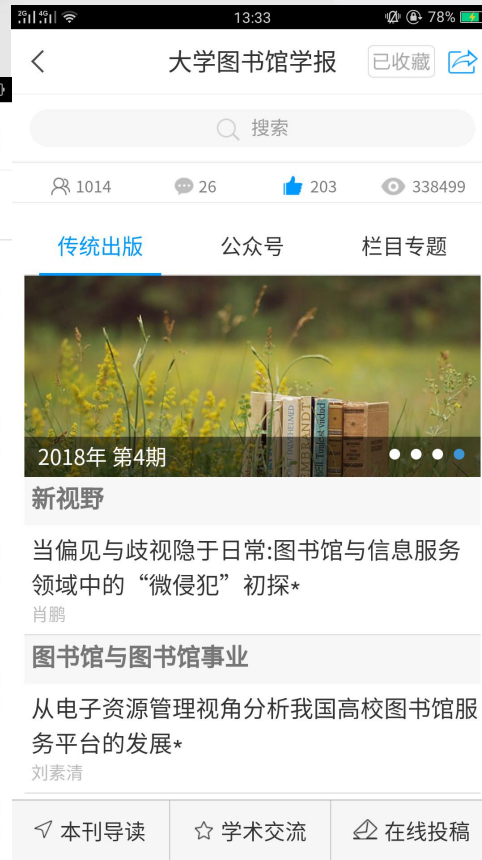 2G 4G 13:33 78%
大学图书馆学报 已收藏
搜索
1014 26 203 338499
传统出版 公众号 栏目专题
2018年 第4期
新视野
当偏见与歧视隐于日常:图书馆与信息服务
领域中的“微侵犯”初探*
肖鹏
图书馆与图书馆事业
从电子资源管理视角分析我国高校图书馆服
务平台的发展*
刘素清
本刊导读 学术交流 在线投稿